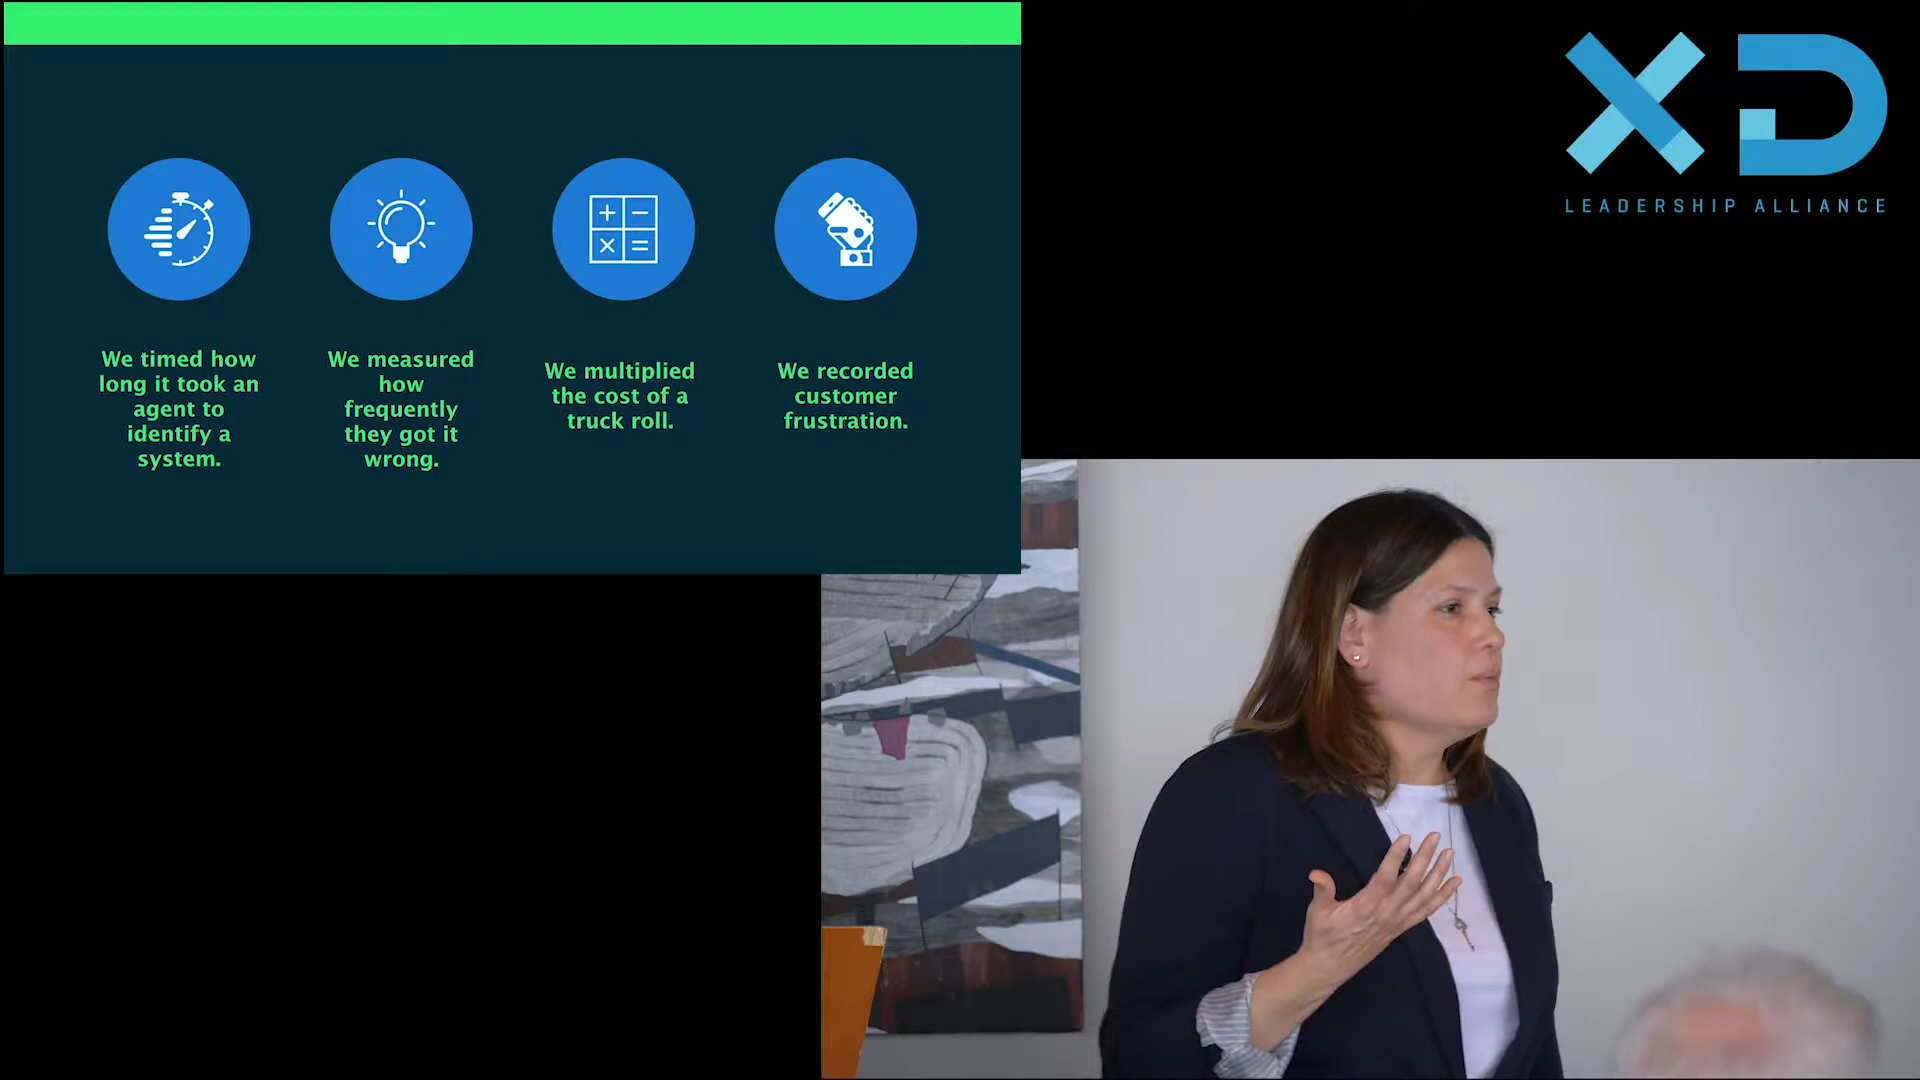 We timed how
long it took an
agent to
identify a
system.
We measured
how
frequently
they got it
wrong.
We multiplied
the cost of a
truck roll.
We recorded
customer
frustration.
XD
LEADERSHIP ALLIANCE